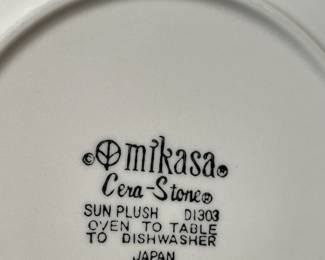 © mikasa®
Cera-Stone®
SUN PLUSH D1303
OVEN TO TABLE
TO DISHWASHER
JAPAN